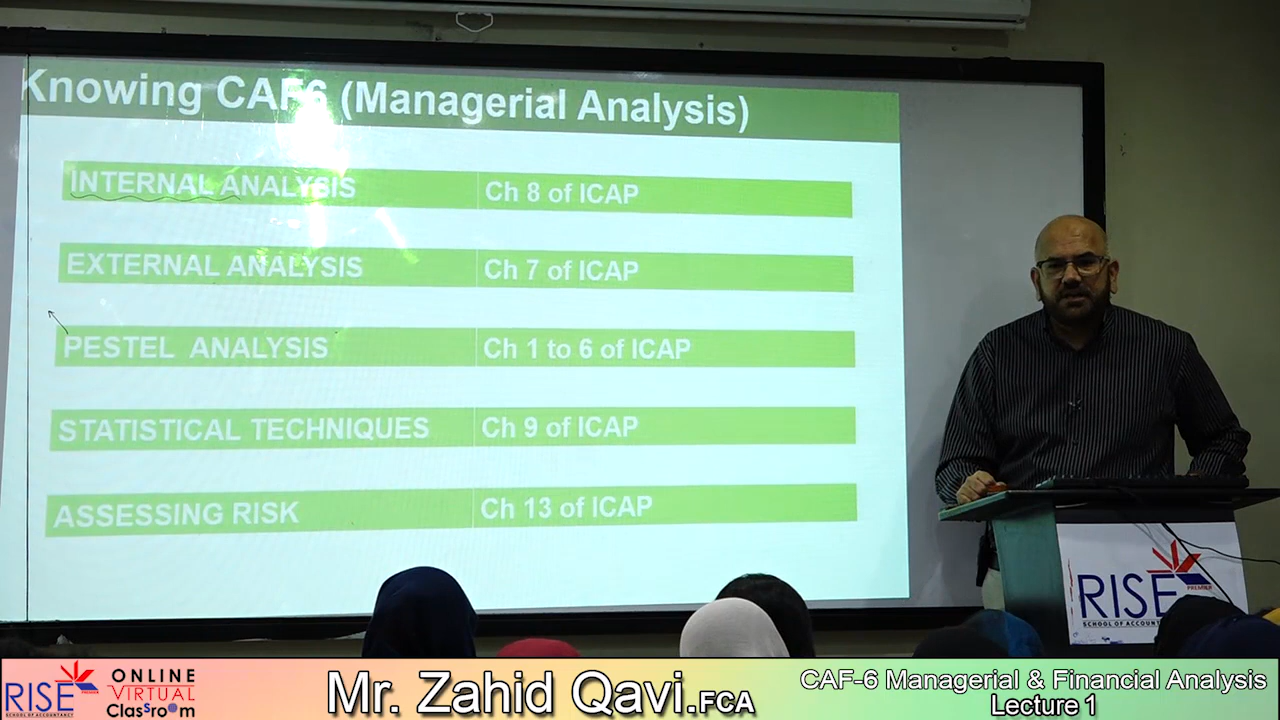 Knowing CAF6 (Managerial Analysis)
INTERNAL ANALYSIS Ch 8 of ICAP
EXTERNAL ANALYSIS Ch 7 of ICAP
PESTEL ANALYSIS Ch 1 to 6 of ICAP
STATISTICAL TECHNIQUES Ch 9 of ICAP
ASSESSING RISK Ch 13 of ICAP
RISE
PREMIER
SCHOOL OF ACCOUNTANCY
RISE
PREMIER
SCHOOL OF ACCOUNTANCY
ONLINE
VIRTUAL
ClasSroom
Mr. Zahid Qavi.FCA
CAF-6 Managerial & Financial Analysis
Lecture 1